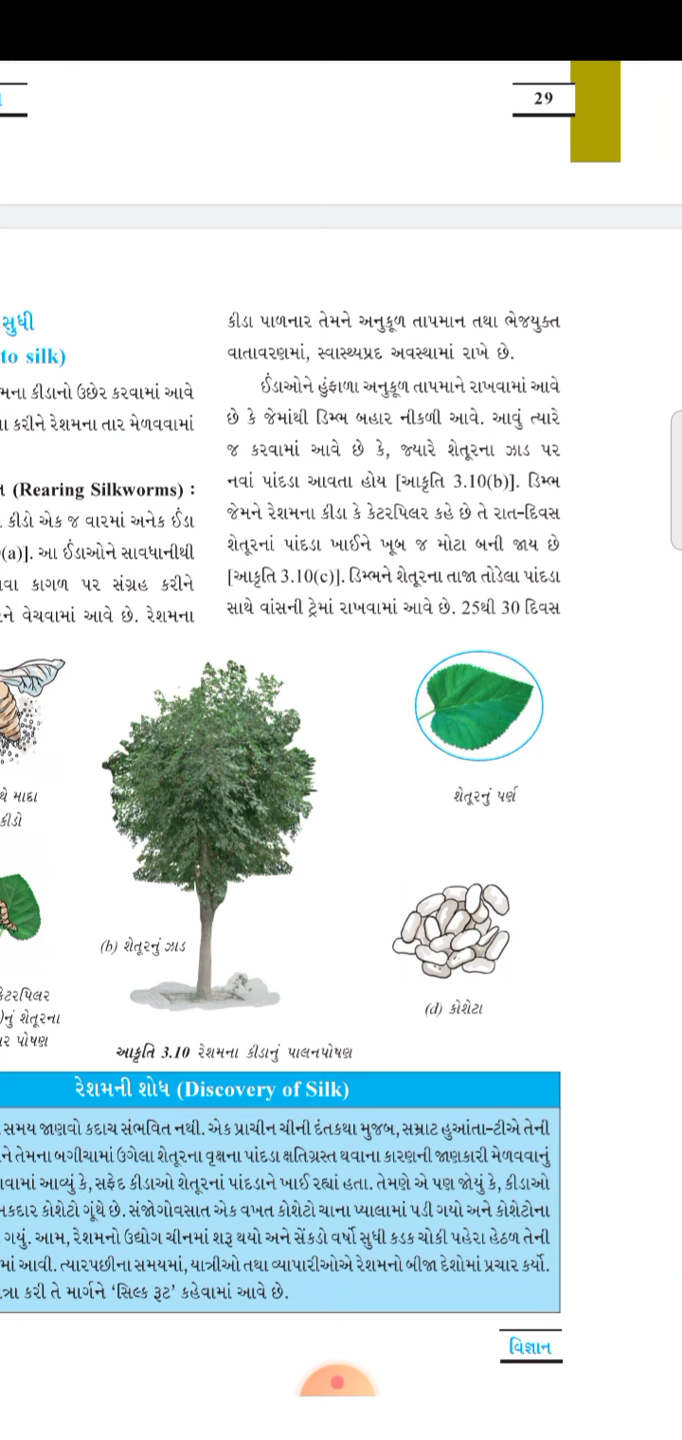 29
સુધી
to silk)
મના કીડાનો ઉછેર કરવામાં આવે
કરીને રેશમના તાર મેળવવામાં
(Rearing Silkworms) :
કીડો એક જ વારમાં અનેક ઈંડા
(a)]. આ ઈંડાઓને સાવધાનીથી
વા કાગળ પર સંગ્રહ કરીને
ને વેચવામાં આવે છે. રેશમના
કીડા પાળનાર તેમને અનુકૂળ તાપમાન તથા ભેજયુક્ત
વાતાવરણમાં, સ્વાસ્થ્યપ્રદ અવસ્થામાં રાખે છે.
ઈંડાઓને હુંફાળા અનુકૂળ તાપમાને રાખવામાં આવે
છે કે જેમાંથી ડિમ્ભ બહાર નીકળી આવે. આવું ત્યારે
જ કરવામાં આવે છે કે, જ્યારે શેતૂરના ઝાડ પર
નવાં પાંદડા આવતા હોય [આકૃતિ 3.10(b)]. ડિમ્ભ
જેમને રેશમના કીડા કે કેટરપિલર કહે છે તે રાત-દિવસ
શેતૂરનાં પાંદડા ખાઈને ખૂબ જ મોટા બની જાય છે
[આકૃતિ 3.10(c)]. ડિમ્ભને શેતૂરના તાજા તોડેલા પાંદડા
સાથે વાંસની ટ્રેમાં રાખવામાં આવે છે. 25થી 30 દિવસ
થે માદા
કીડો
શેતૂરનું પર્ણ
(b) શેતૂરનું ઝાડ
કેટરપિલર
)નું શેતૂરના
પર પોષણ
(d) કોશેટા
આકૃતિ 3.10 રેશમના કીડાનું પાલનપોષણ
રેશમની શોધ (Discovery of Silk)
સમય જાણવો કદાચ સંભવિત નથી. એક પ્રાચીન ચીની દંતકથા મુજબ, સમ્રાટ હુઆંતા-ટીએ તેની
ને તેમના બગીચામાં ઉગેલા શેતૂરના વૃક્ષના પાંદડા ક્ષતિગ્રસ્ત થવાના કારણની જાણકારી મેળવવાનું
વામાં આવ્યું કે, સફેદ કીડાઓ શેતૂરનાં પાંદડાને ખાઈ રહ્યાં હતા. તેમણે એ પણ જોયું કે, કીડાઓ
મકદાર કોશેટો ગૂંથે છે. સંજોગોવસાત એક વખત કોશેટો ચાના પ્યાલામાં પડી ગયો અને કોશેટોના
ગયું. આમ, રેશમનો ઉદ્યોગ ચીનમાં શરૂ થયો અને સેંકડો વર્ષો સુધી કડક ચોકી પહેરા હેઠળ તેની
માં આવી. ત્યારપછીના સમયમાં, યાત્રીઓ તથા વ્યાપારીઓએ રેશમનો બીજા દેશોમાં પ્રચાર કર્યો.
ત્રા કરી તે માર્ગને ‘સિલ્ક રૂટ’ કહેવામાં આવે છે.
વિજ્ઞાન